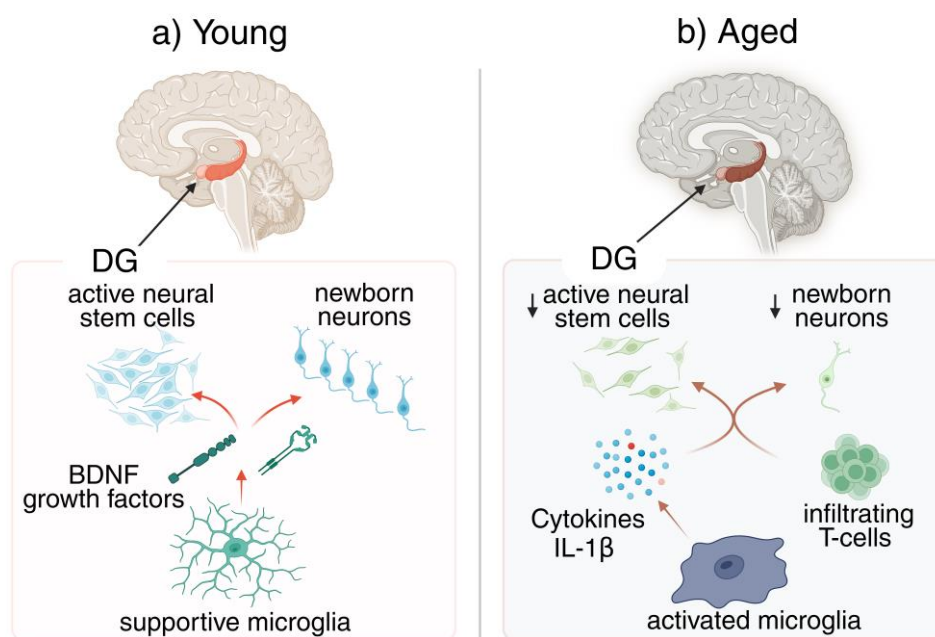 a) Young
DG
active neural
stem cells
newborn
neurons
BDNF
growth factors
supportive microglia
b) Aged
DG
↓ active neural
stem cells
↓ newborn
neurons
Cytokines
IL-1β
infiltrating
T-cells
activated microglia